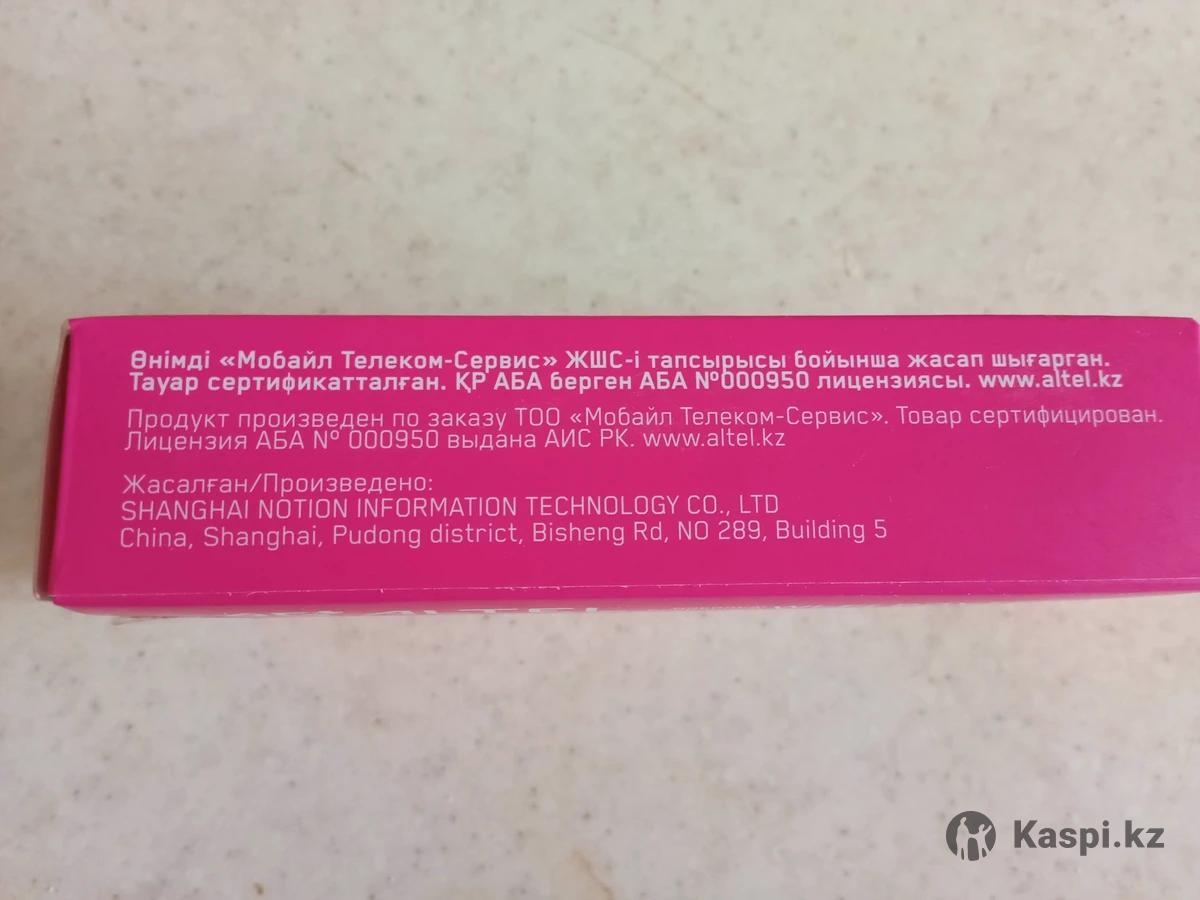 Өнімді «Мобайл Телеком-Сервис» ЖШС-і тапсырысы бойынша жасап шығарған.
Тауар сертификатталған. ҚР АБА берген АБА №000950 лицензиясы. www.altel.kz
Продукт произведен по заказу ТОО «Мобайл Телеком-Сервис». Товар сертифицирован.
Лицензия АБА № 000950 выдана АИС РК. www.altel.kz
Жасалған/Произведено:
SHANGHAI NOTION INFORMATION TECHNOLOGY CO., LTD
China, Shanghai, Pudong district, Bisheng Rd, NO 289, Building 5
ALTEL
Kaspi.kz